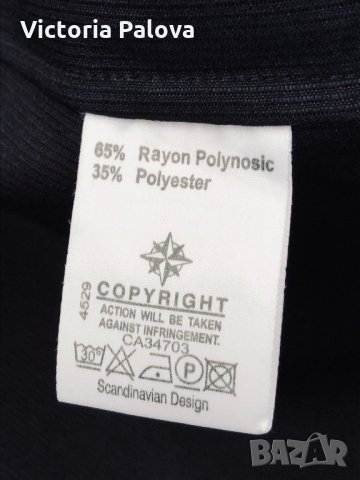 Victoria Palova
65% Rayon Polynosic
35% Polyester
COPYRIGHT
ACTION WILL BE TAKEN
AGAINST INFRINGEMENT.
CA34703
4529
30°
P
Scandinavian Design
BAZAR